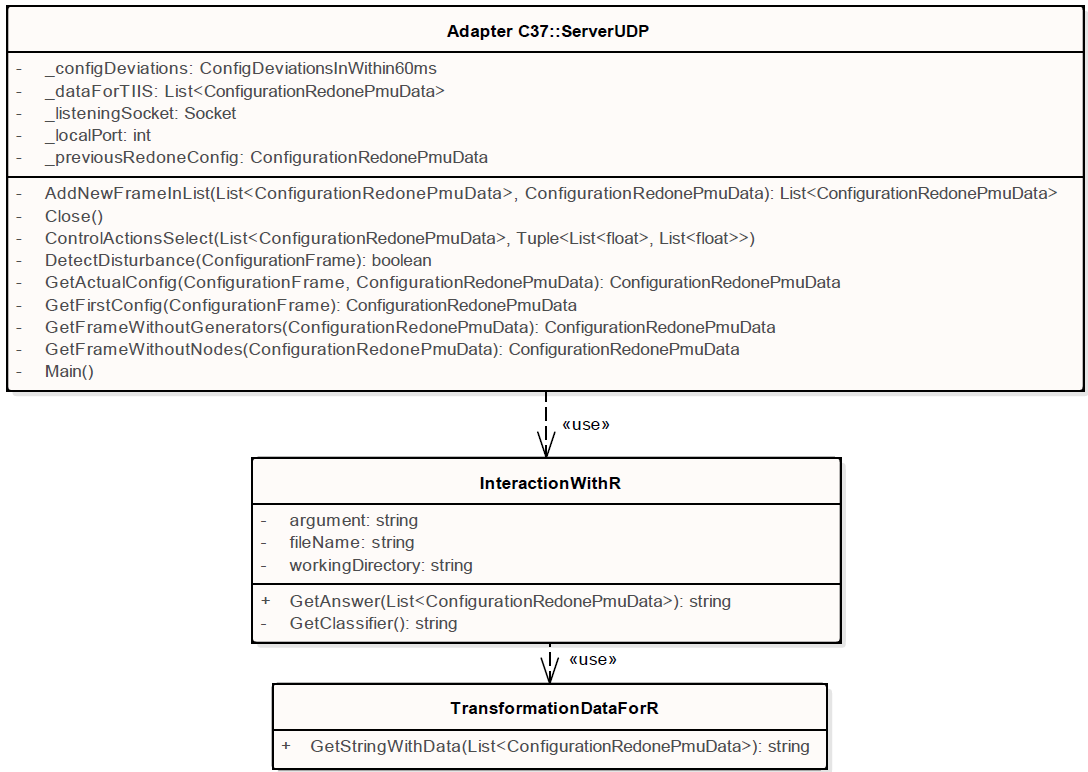 Adapter C37::ServerUDP
- _configDeviations: ConfigDeviationsInWithin60ms
- _dataForTIIS: List<ConfigurationRedonePmuData>
- _listeningSocket: Socket
- _localPort: int
- _previousRedoneConfig: ConfigurationRedonePmuData
- AddNewFrameInList(List<ConfigurationRedonePmuData>, ConfigurationRedonePmuData): List<ConfigurationRedonePmuData>
- Close()
- ControlActionsSelect(List<ConfigurationRedonePmuData>, Tuple<List<float>, List<float>>)
- DetectDisturbance(ConfigurationFrame): boolean
- GetActualConfig(ConfigurationFrame, ConfigurationRedonePmuData): ConfigurationRedonePmuData
- GetFirstConfig(ConfigurationFrame): ConfigurationRedonePmuData
- GetFrameWithoutGenerators(ConfigurationRedonePmuData): ConfigurationRedonePmuData
- GetFrameWithoutNodes(ConfigurationRedonePmuData): ConfigurationRedonePmuData
- Main()
«use»
InteractionWithR
- argument: string
- fileName: string
- workingDirectory: string
+ GetAnswer(List<ConfigurationRedonePmuData>): string
- GetClassifier(): string
«use»
TransformationDataForR
+ GetStringWithData(List<ConfigurationRedonePmuData>): string